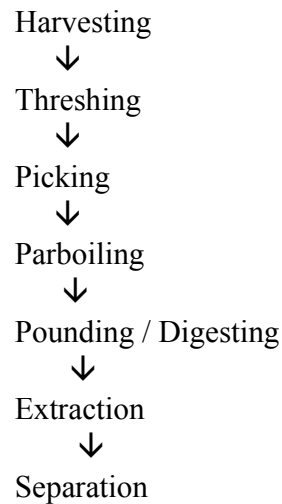 Harvesting
↓
Threshing
↓
Picking
↓
Parboiling
↓
Pounding / Digesting
↓
Extraction
↓
Separation